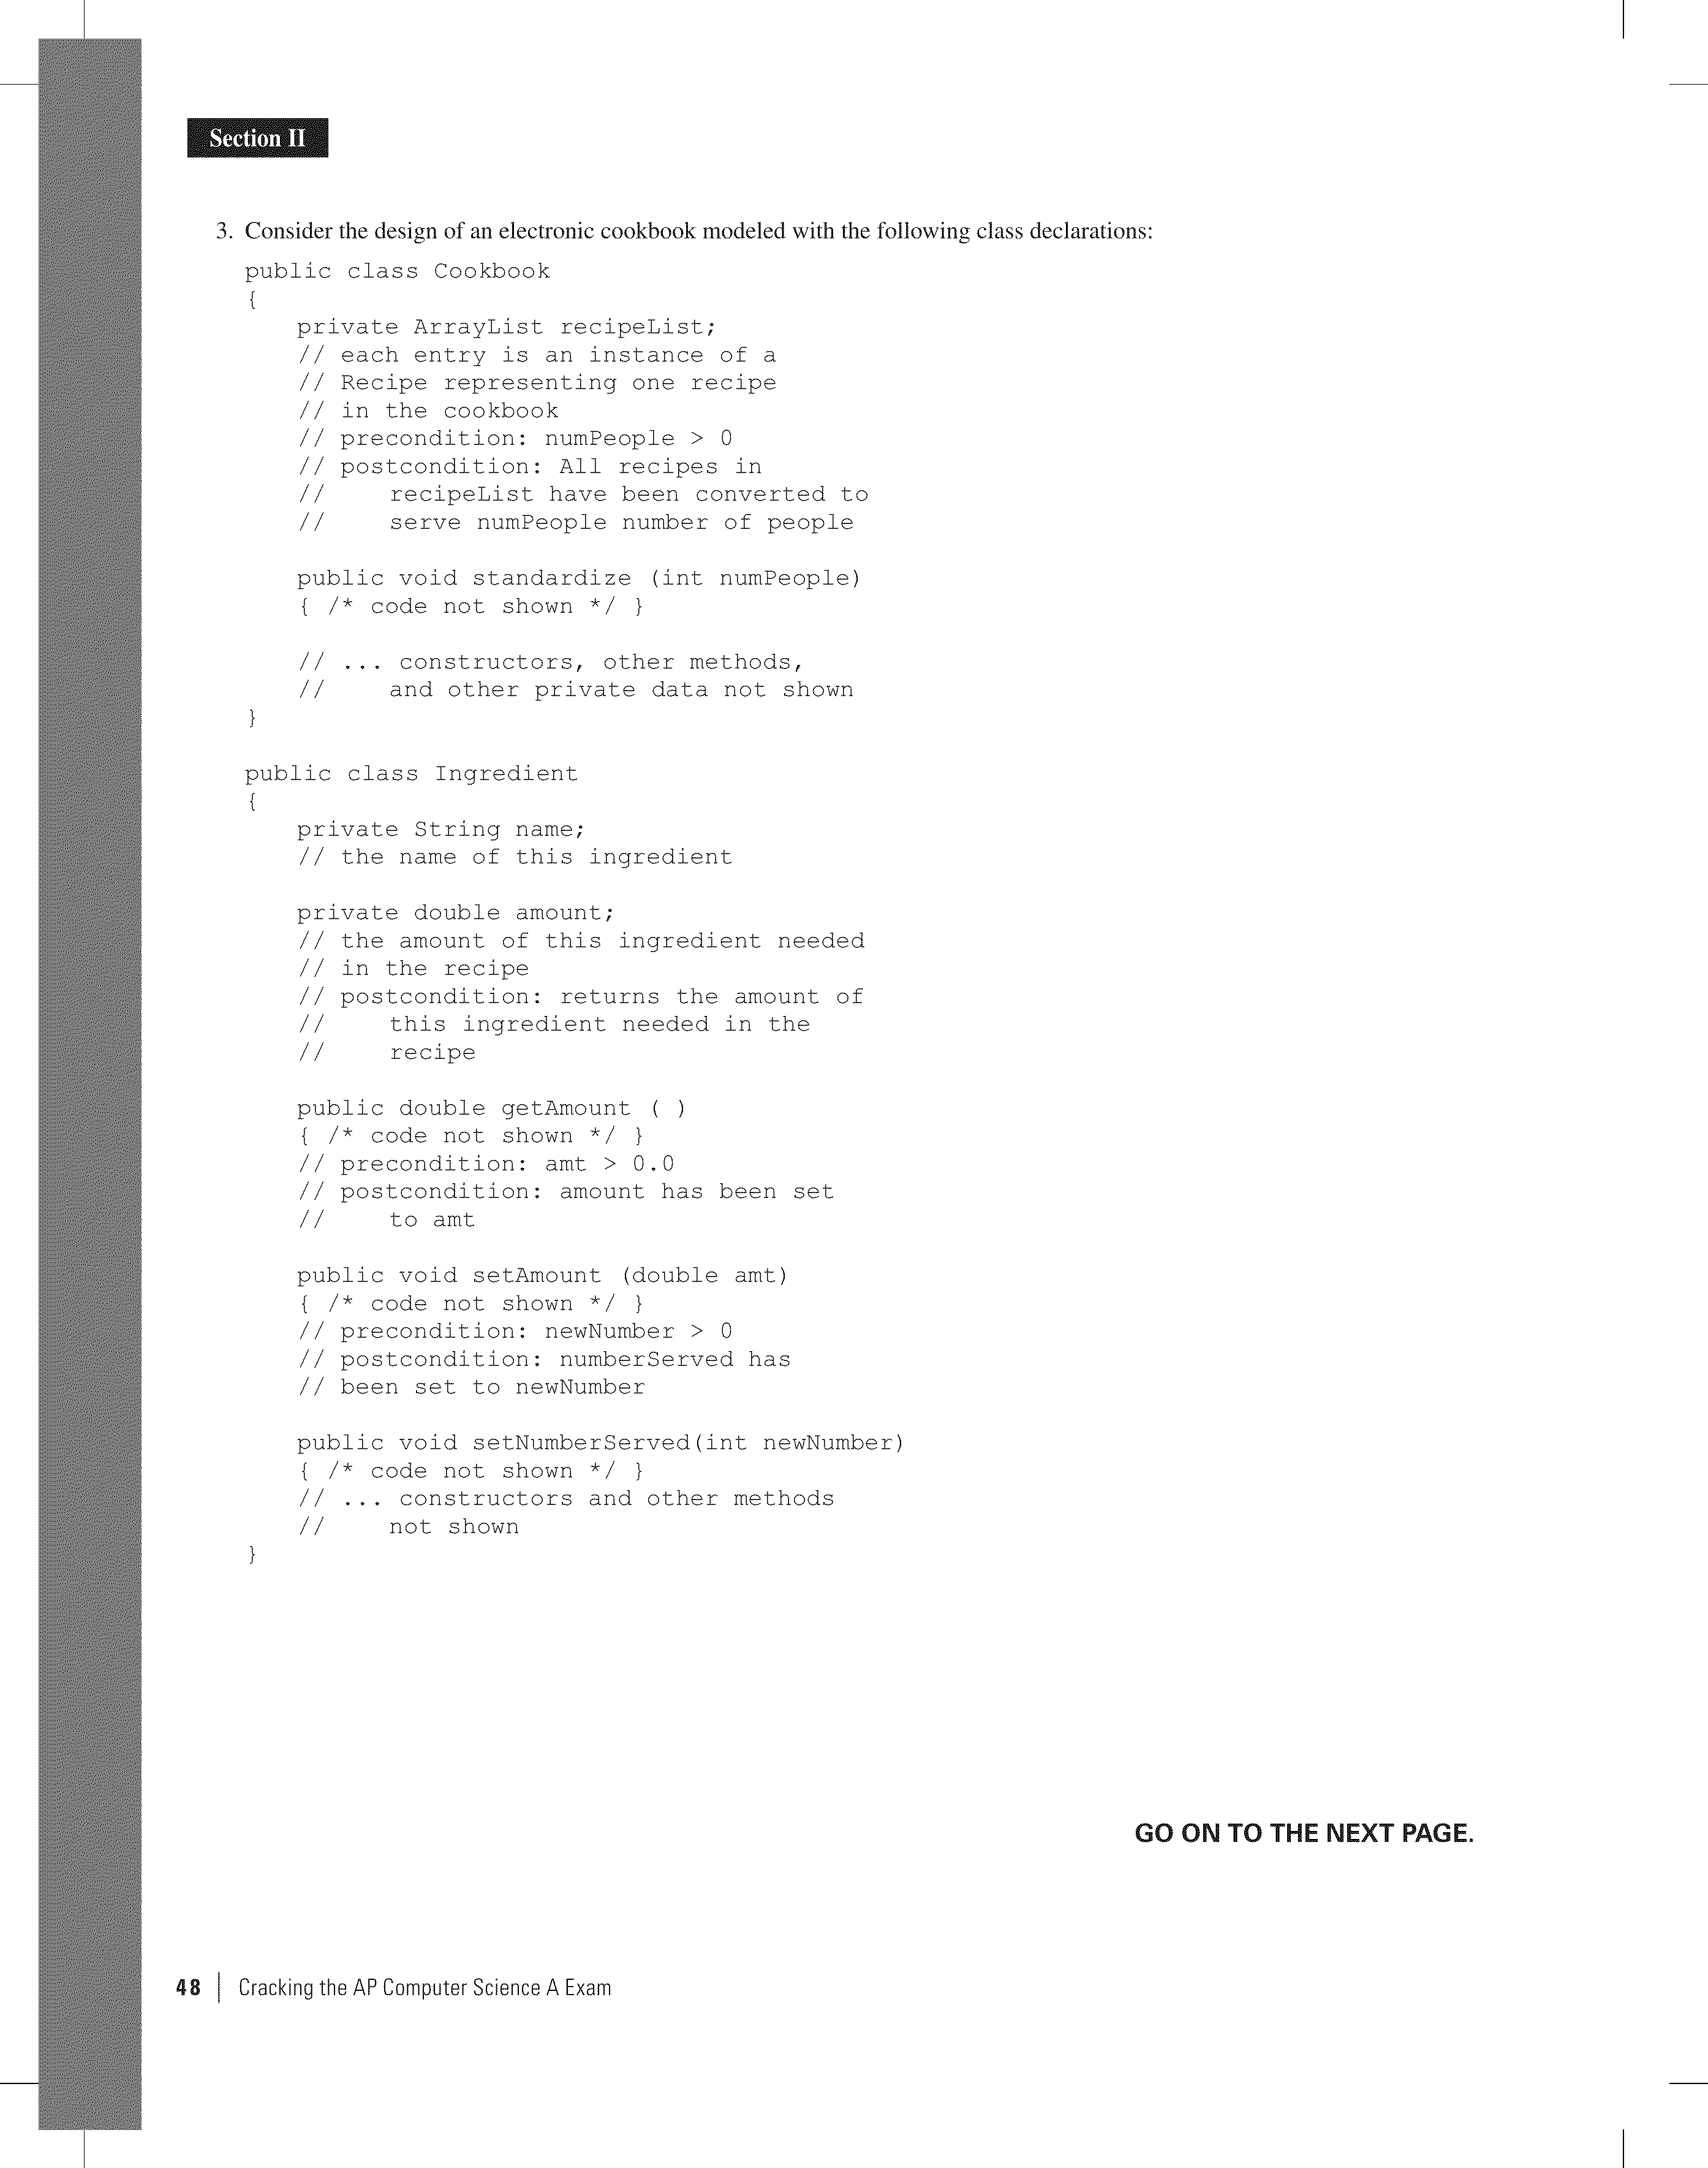 Section II
3. Consider the design of an electronic cookbook modeled with the following class declarations:
public class Cookbook
{
    private ArrayList recipeList;
    // each entry is an instance of a
    // Recipe representing one recipe
    // in the cookbook
    // precondition: numPeople > 0
    // postcondition: All recipes in
    //    recipeList have been converted to
    //    serve numPeople number of people

    public void standardize (int numPeople)
    { /* code not shown */ }

    // ... constructors, other methods,
    //    and other private data not shown
}

public class Ingredient
{
    private String name;
    // the name of this ingredient

    private double amount;
    // the amount of this ingredient needed
    // in the recipe
    // postcondition: returns the amount of
    //    this ingredient needed in the
    //    recipe

    public double getAmount ( )
    { /* code not shown */ }
    // precondition: amt > 0.0
    // postcondition: amount has been set
    //    to amt

    public void setAmount (double amt)
    { /* code not shown */ }
    // precondition: newNumber > 0
    // postcondition: numberServed has
    // been set to newNumber

    public void setNumberServed(int newNumber)
    { /* code not shown */ }
    // ... constructors and other methods
    //    not shown
}
GO ON TO THE NEXT PAGE.
48 | Cracking the AP Computer Science A Exam